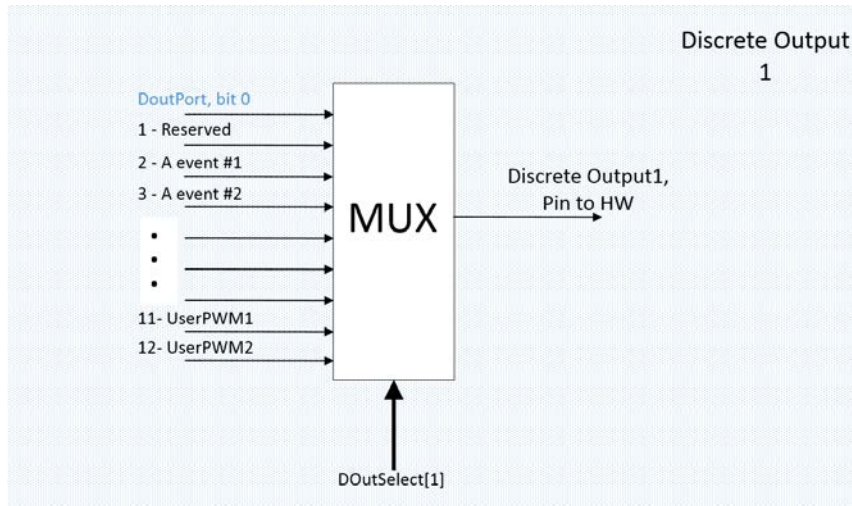 Discrete Output
1
DoutPort, bit 0
1 - Reserved
2 - A event #1
3 - A event #2
11- UserPWM1
12- UserPWM2
MUX
Discrete Output1,
Pin to HW
DOutSelect[1]